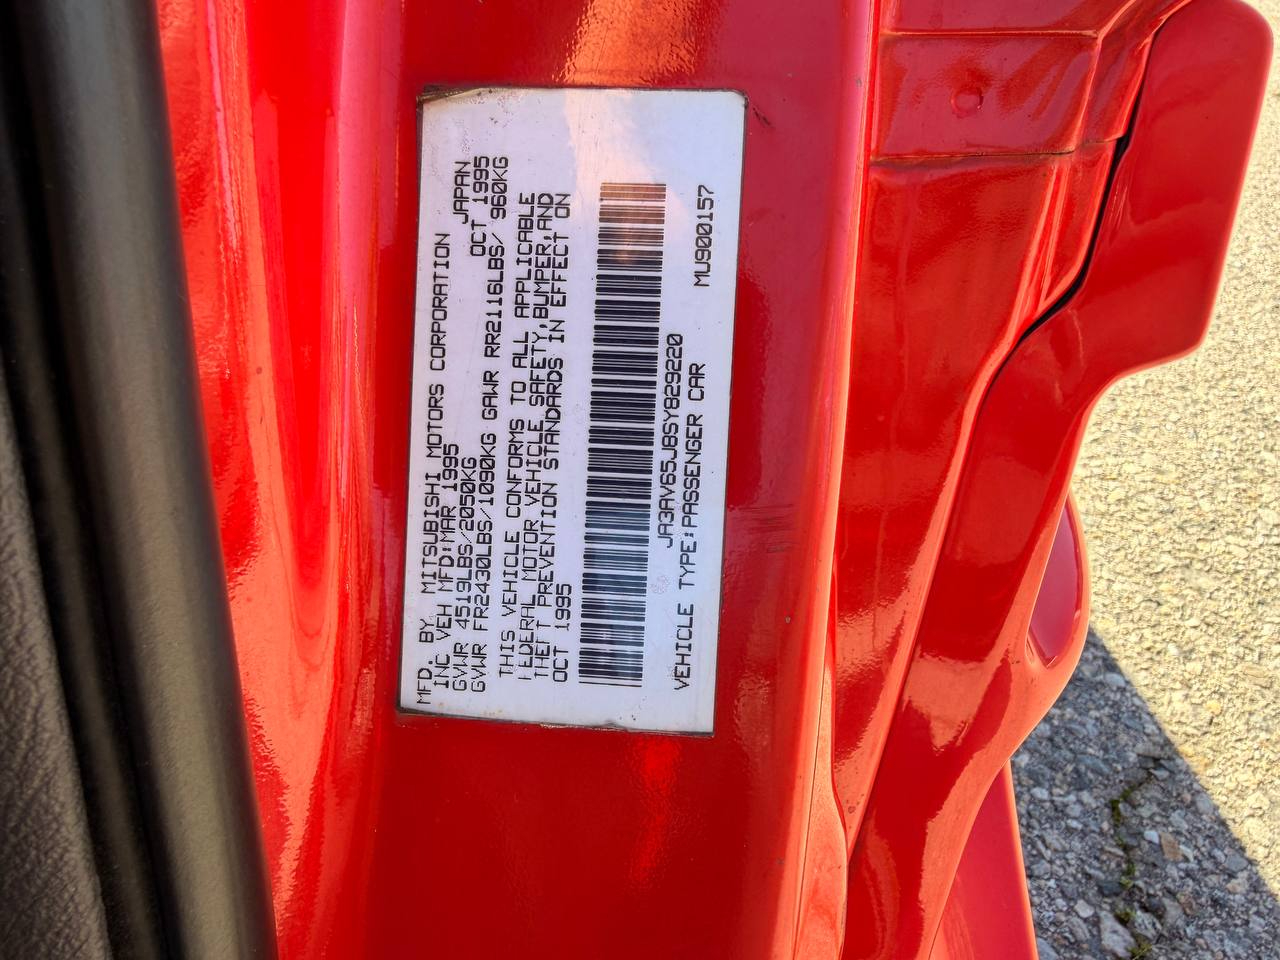 MFD. BY MITSUBISHI MOTORS CORPORATION JAPAN
INC VEH MFD:MAR 1995 OCT 1995
GVWR 4519LBS/2050KG
GVWR FR2430LBS/1090KG GAWR RR2116LBS/ 960KG
THIS VEHICLE CONFORMS TO ALL APPLICABLE
FEDERAL MOTOR VEHICLE SAFETY,BUMPER,AND
THEFT PREVENTION STANDARDS IN EFFECT ON
OCT 1995
JA3AV65J8SY829220
VEHICLE TYPE:PASSENGER CAR MU900157